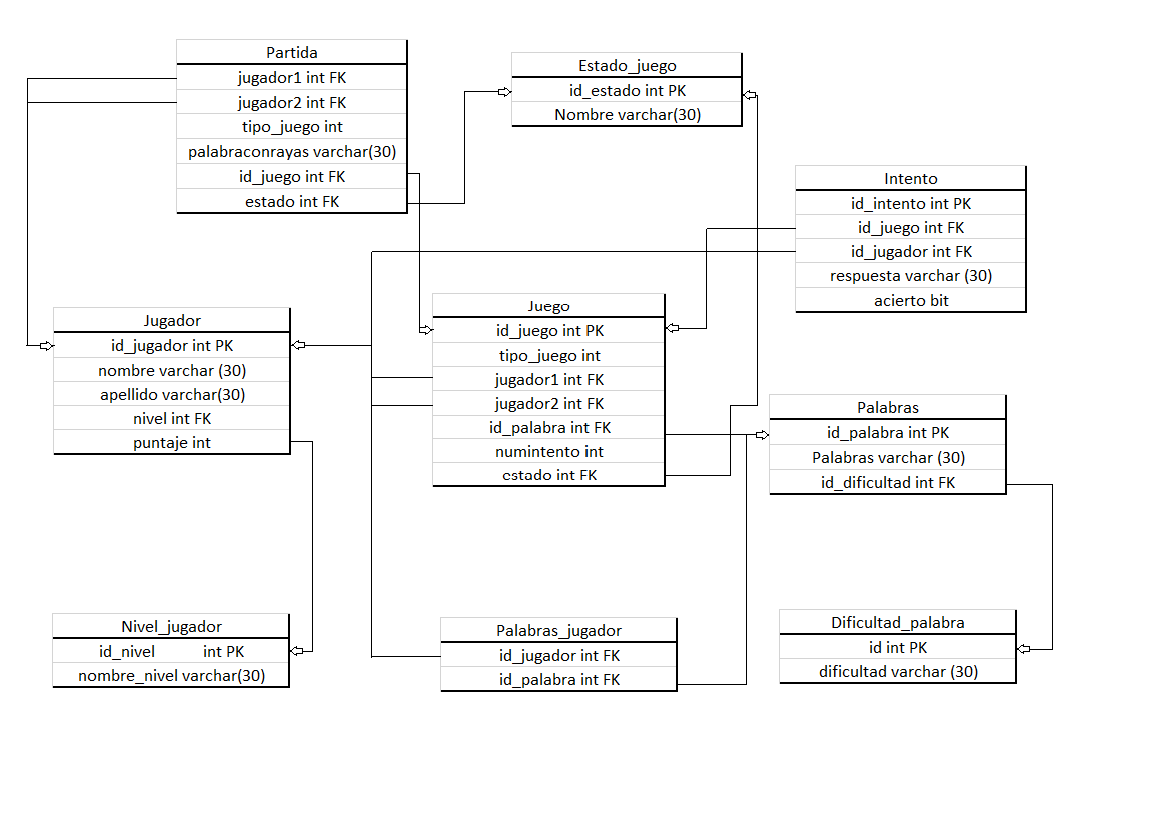 Partida
jugador1 int FK
jugador2 int FK
tipo_juego int
palabraconrayas varchar(30)
id_juego int FK
estado int FK
Estado_juego
id_estado int PK
Nombre varchar(30)
Intento
id_intento int PK
id_juego int FK
id_jugador int FK
respuesta varchar (30)
acierto bit
Jugador
id_jugador int PK
nombre varchar (30)
apellido varchar(30)
nivel int FK
puntaje int
Juego
id_juego int PK
tipo_juego int
jugador1 int FK
jugador2 int FK
id_palabra int FK
numintento int
estado int FK
Palabras
id_palabra int PK
Palabras varchar (30)
id_dificultad int FK
Nivel_jugador
id_nivel int PK
nombre_nivel varchar(30)
Palabras_jugador
id_jugador int FK
id_palabra int FK
Dificultad_palabra
id int PK
dificultad varchar (30)